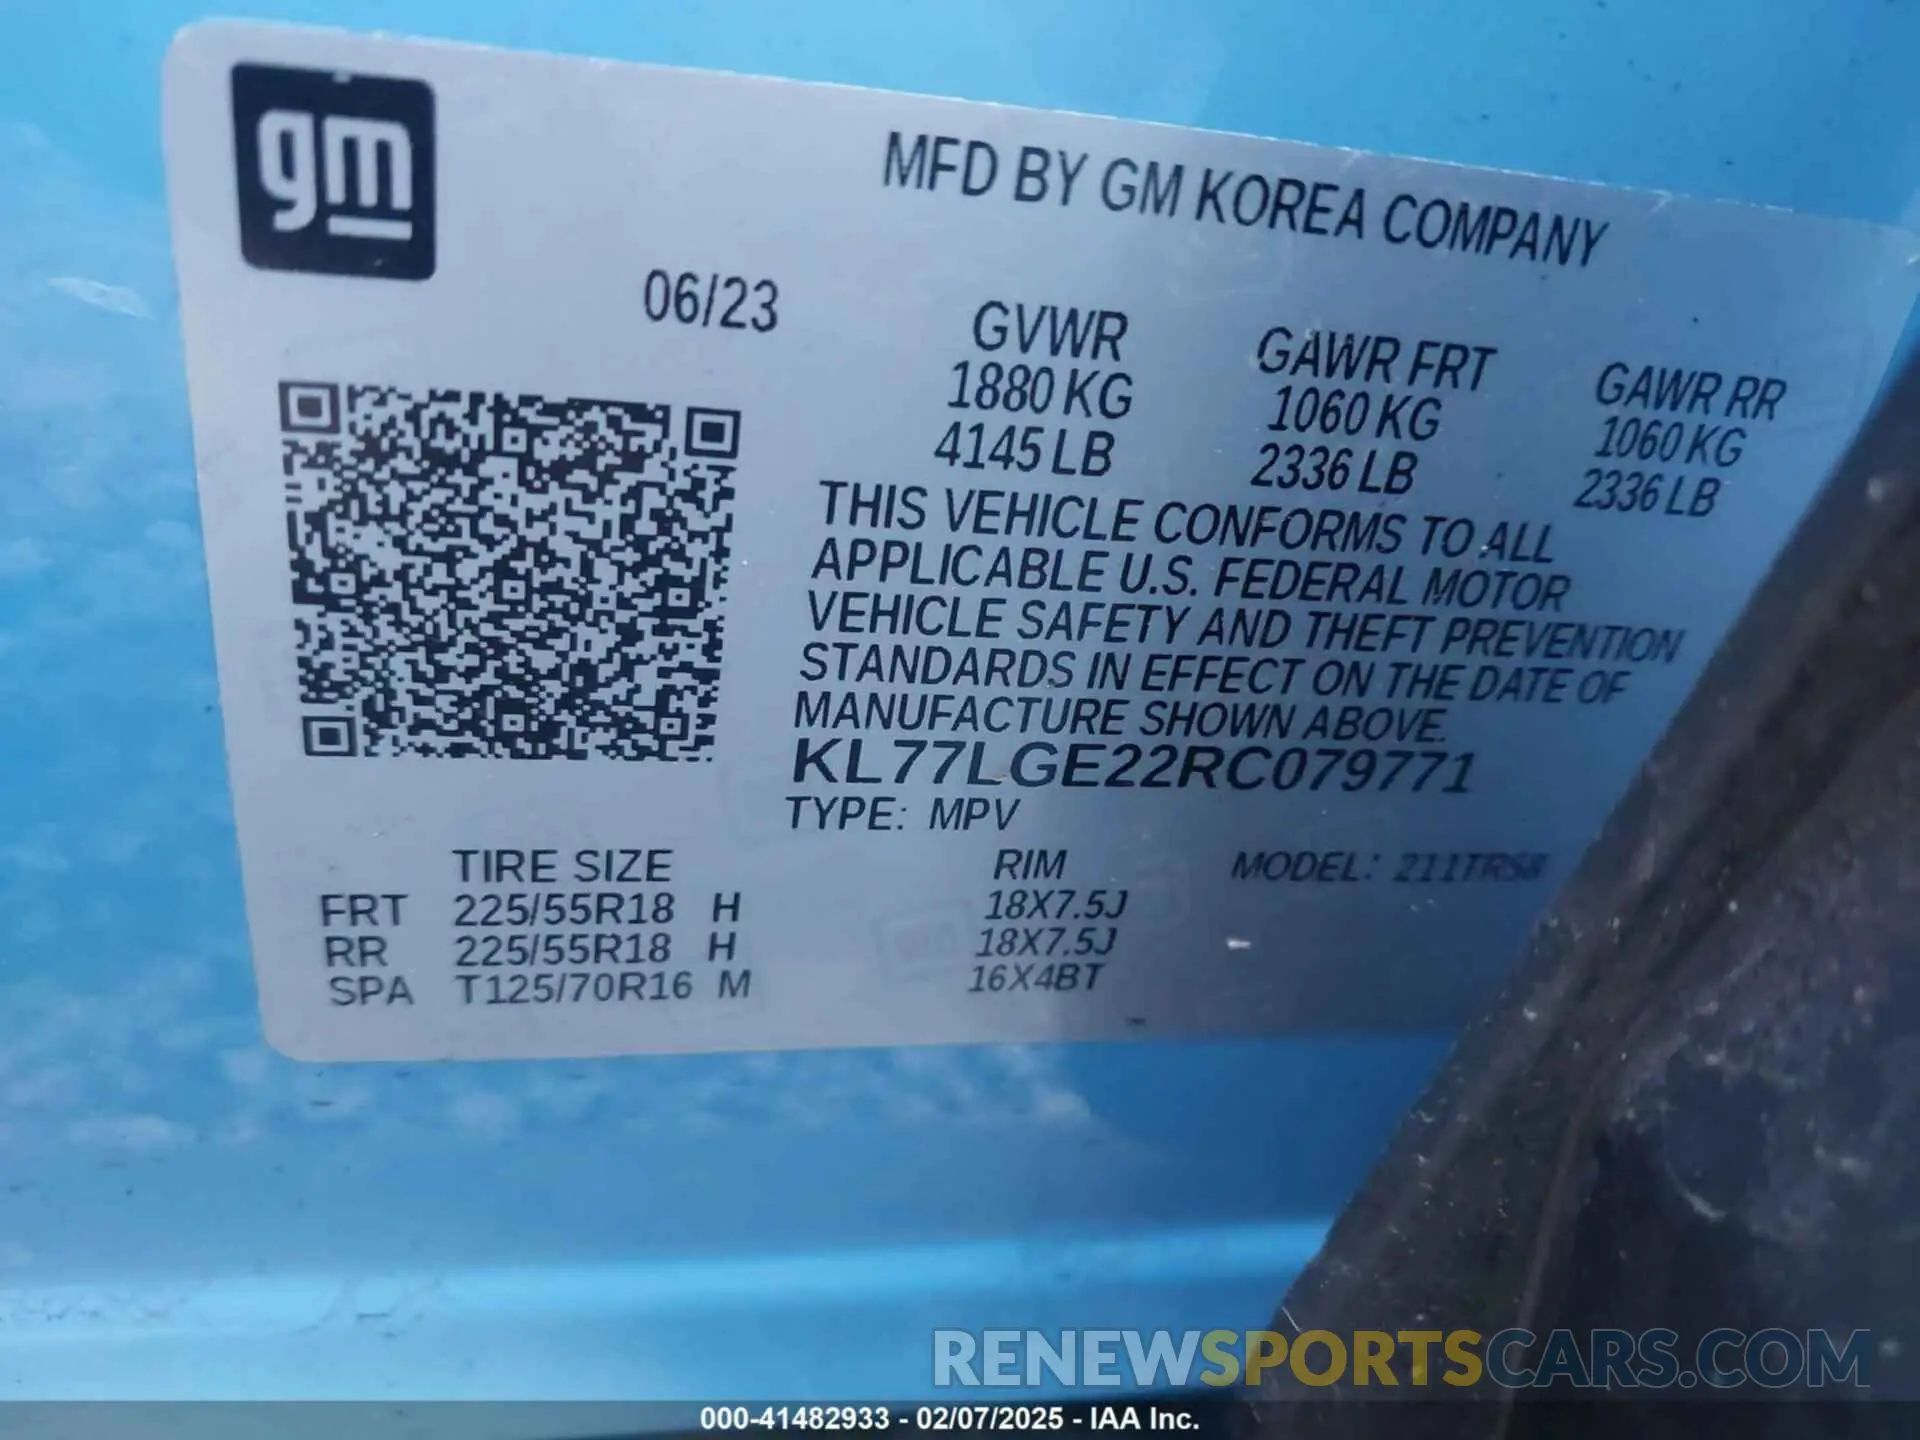 gm
MFD BY GM KOREA COMPANY
06/23
GVWR GAWR FRT GAWR RR
1880 KG 1060 KG 1060 KG
4145 LB 2336 LB 2336 LB
THIS VEHICLE CONFORMS TO ALL
APPLICABLE U.S. FEDERAL MOTOR
VEHICLE SAFETY AND THEFT PREVENTION
STANDARDS IN EFFECT ON THE DATE OF
MANUFACTURE SHOWN ABOVE.
KL77LGE22RC079771
TYPE: MPV
TIRE SIZE RIM MODEL:
FRT 225/55R18 H 18X7.5J
RR 225/55R18 H 18X7.5J
SPA T125/70R16 M 16X4BT
RENEWSPORTSCARS.COM
000-41482933 - 02/07/2025 - IAA Inc.